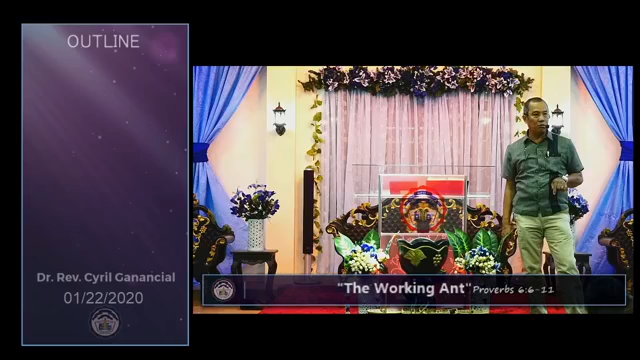 OUTLINE
Dr. Rev. Cyril Ganancial
01/22/2020
"The Working Ant" Proverbs 6:6-11